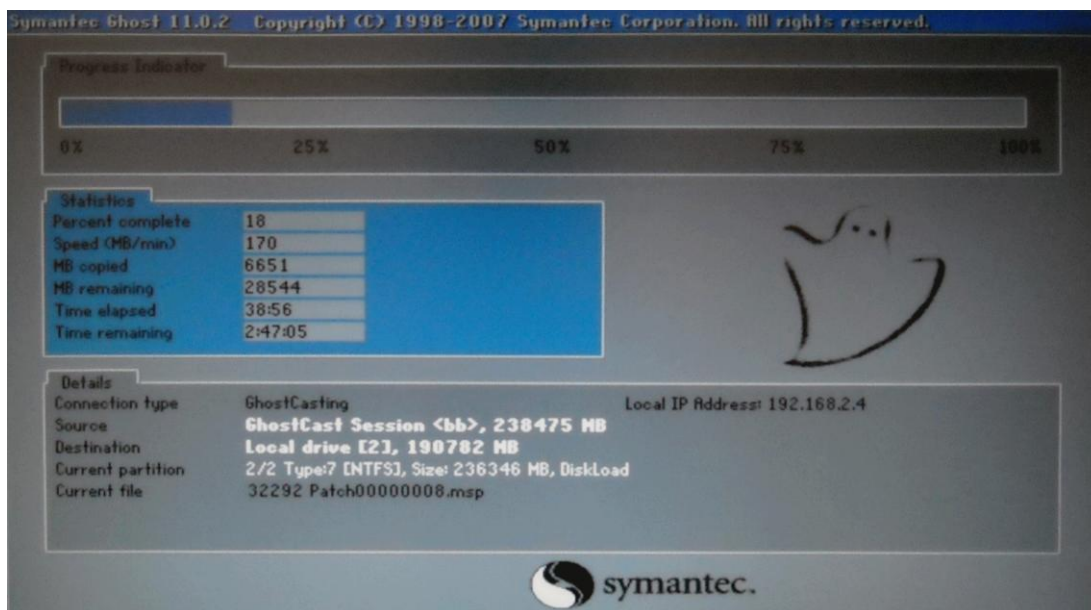 Symantec Ghost 11.0.2 Copyright (C) 1998-2007 Symantec Corporation. All rights reserved.
Progress Indicator
0% 25% 50% 75% 100%
Statistics
Percent complete 18
Speed (MB/min) 170
MB copied 6651
MB remaining 28544
Time elapsed 38:56
Time remaining 2:47:05
Details
Connection type GhostCasting Local IP Address: 192.168.2.4
Source GhostCast Session <bb>, 238475 MB
Destination Local drive [2], 190782 MB
Current partition 2/2 Type:7 [NTFS], Size: 236346 MB, DiskLoad
Current file 32292 Patch00000008.msp
symantec.